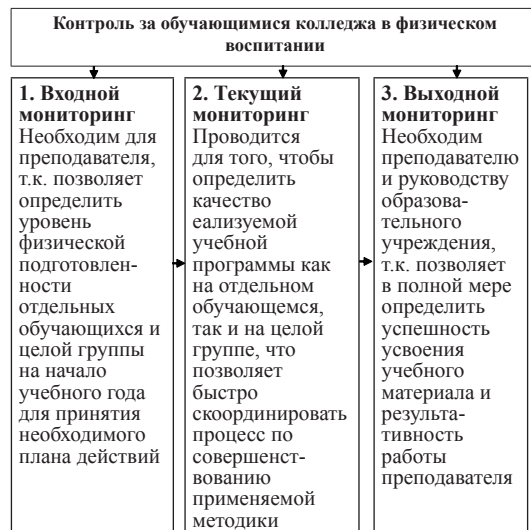 Контроль за обучающимися колледжа в физическом
воспитании
1. Входной
мониторинг
Необходим для
преподавателя,
т.к. позволяет
определить
уровень
физической
подготовлен-
ности
отдельных
обучающихся и
целой группы
на начало
учебного года
для принятия
необходимого
плана действий
2. Текущий
мониторинг
Проводится
для того, чтобы
определить
качество
еализуемой
учебной
программы как
на отдельном
обучающемся,
так и на целой
группе, что
позволяет
быстро
скоординировать
процесс по
совершенст-
вованию
применяемой
методики
3. Выходной
мониторинг
Необходим
преподавателю
и руководству
образова-
тельного
учреждения,
т.к. позволяет
в полной мере
определить
успешность
усвоения
учебного
материала и
результа-
тивность
работы
преподавателя